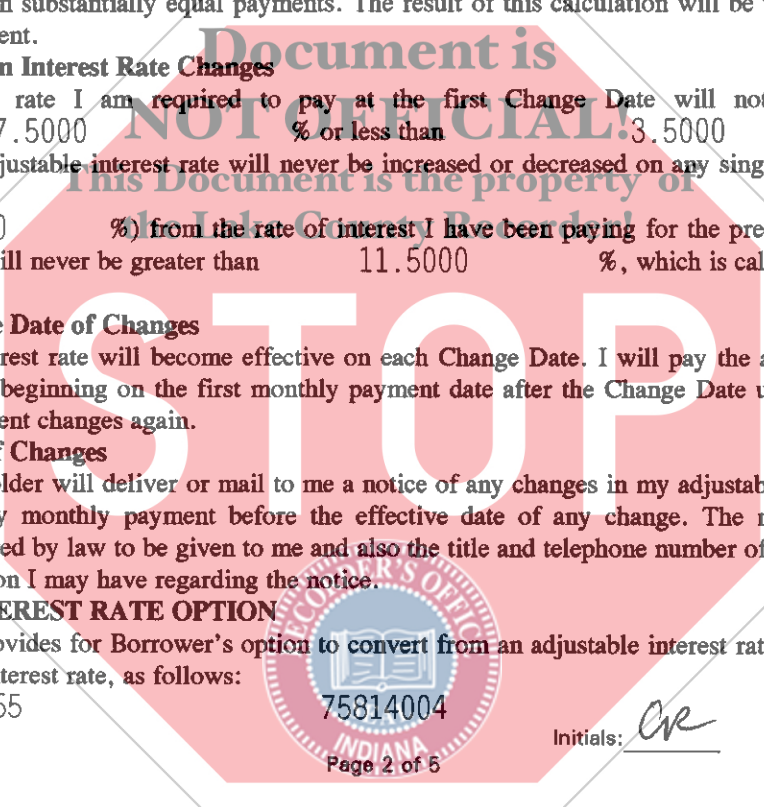 n substantially equal payments. The result of this calculation will be
ent.
Document is
n Interest Rate Changes
rate I am required to pay at the first Change Date will not
NOT OFFICIAL!
7.5000 % or less than 3.5000
justable interest rate will never be increased or decreased on any sing
This Document is the property of
%) from the rate of interest I have been paying for the pre
the Lake County Recorder!
ill never be greater than 11.5000 %, which is cal
STOP
e Date of Changes
rest rate will become effective on each Change Date. I will pay the a
beginning on the first monthly payment date after the Change Date u
ent changes again.
f Changes
older will deliver or mail to me a notice of any changes in my adjustab
y monthly payment before the effective date of any change. The n
ed by law to be given to me and also the title and telephone number of
on I may have regarding the notice.
EREST RATE OPTION
ovides for Borrower's option to convert from an adjustable interest rat
terest rate, as follows:
RECORDER'S OFFICE
55 75814004
INDIANA
Initials: CR
Page 2 of 5